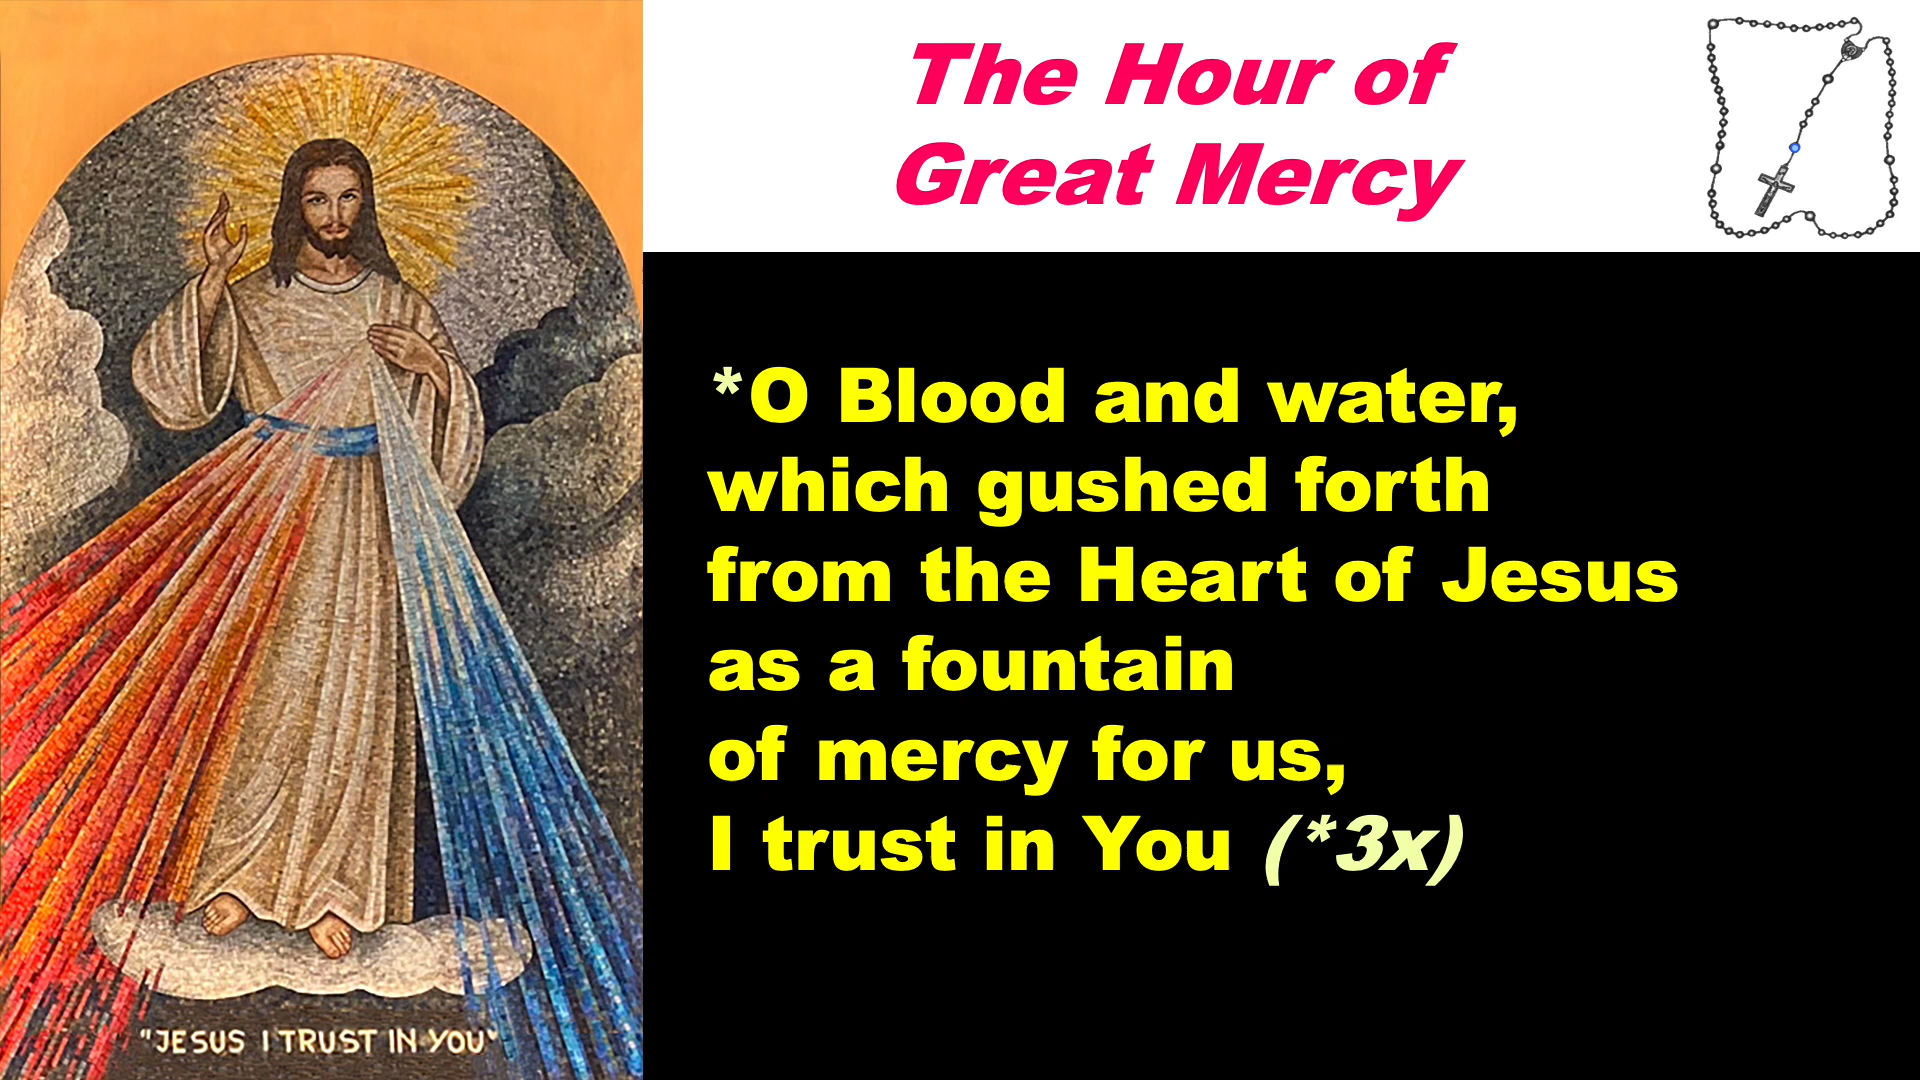 The Hour of
Great Mercy
*O Blood and water,
which gushed forth
from the Heart of Jesus
as a fountain
of mercy for us,
I trust in You (*3x)
"JESUS I TRUST IN YOU"